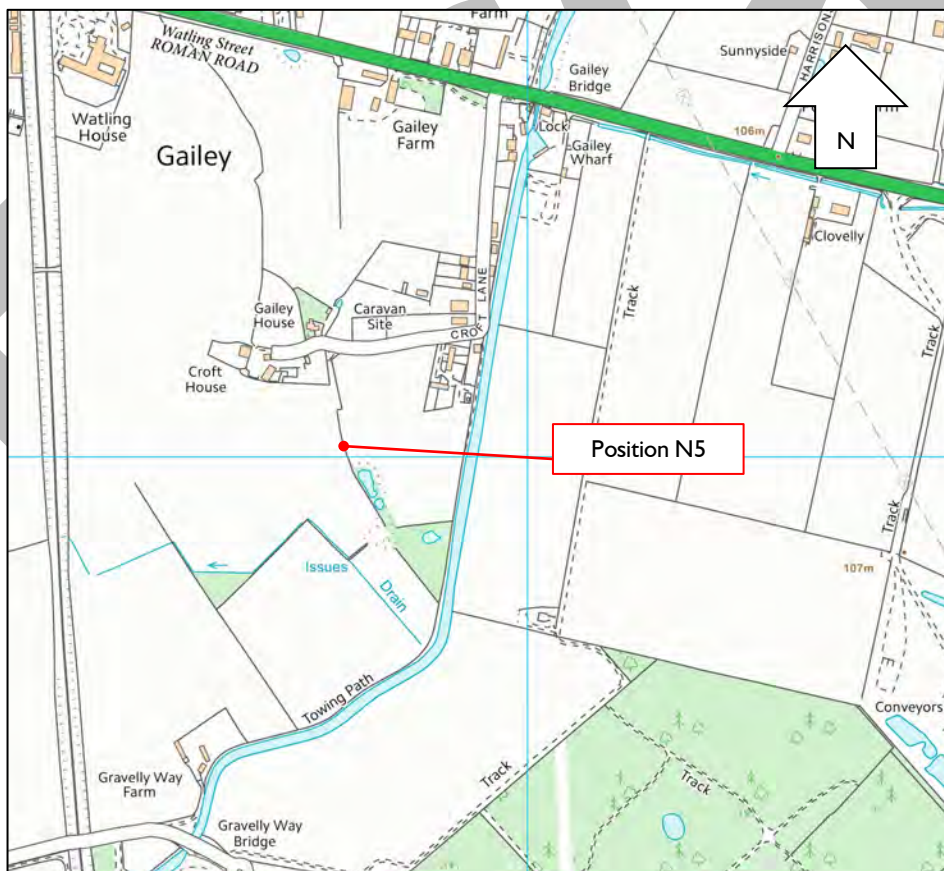 Farm
Watling Street
ROMAN ROAD
Sunnyside
HARRISONS
Gailey
Bridge
N
Watling
House
Gailey
Gailey
Farm
Lock
Gailey
Wharf
106m
Clovelly
Track
Track
Gailey
House
Caravan
Site
CROFT LANE
Croft
House
Position N5
Track
Issues
Drain
107m
Towing Path
E
Conveyors
Gravelly Way
Farm
Track
Track
Gravelly Way
Bridge